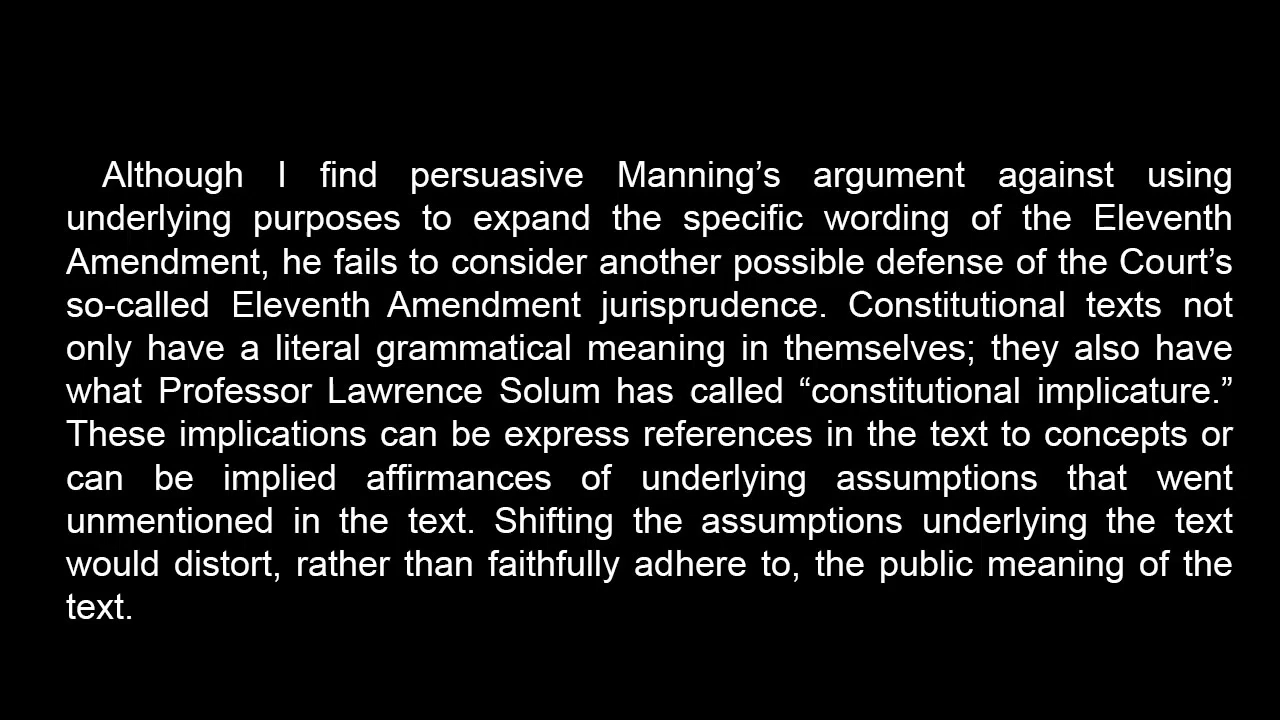 Although I find persuasive Manning’s argument against using
underlying purposes to expand the specific wording of the Eleventh
Amendment, he fails to consider another possible defense of the Court’s
so-called Eleventh Amendment jurisprudence. Constitutional texts not
only have a literal grammatical meaning in themselves; they also have
what Professor Lawrence Solum has called “constitutional implicature.”
These implications can be express references in the text to concepts or
can be implied affirmances of underlying assumptions that went
unmentioned in the text. Shifting the assumptions underlying the text
would distort, rather than faithfully adhere to, the public meaning of the
text.